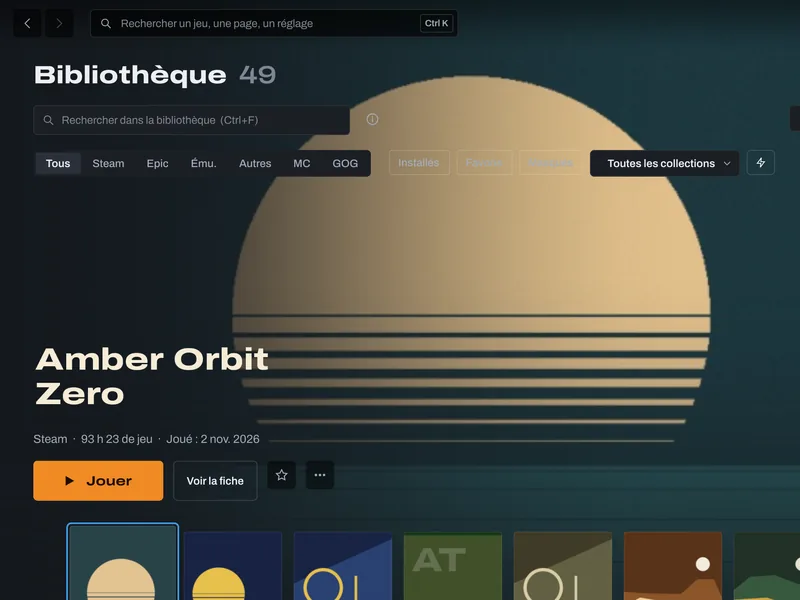 Rechercher un jeu, une page, un réglage
Ctrl K
Bibliothèque 49
Rechercher dans la bibliothèque (Ctrl+F)
Tous Steam Epic Ému. Autres MC GOG Installés Toutes les collections
Amber Orbit
Zero
Steam · 93 h 23 de jeu · Joué : 2 nov. 2026
Jouer Voir la fiche
AT